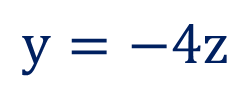 y = −4z